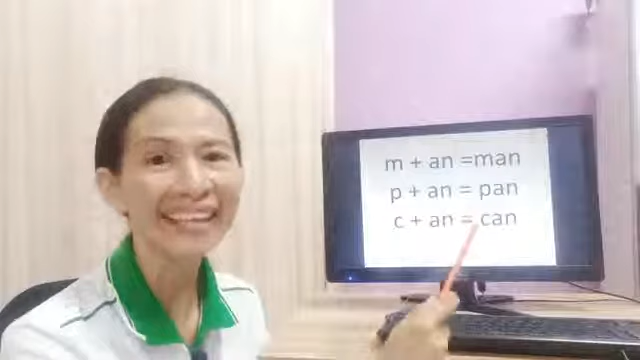 m + an =man
p + an = pan
c + an = can